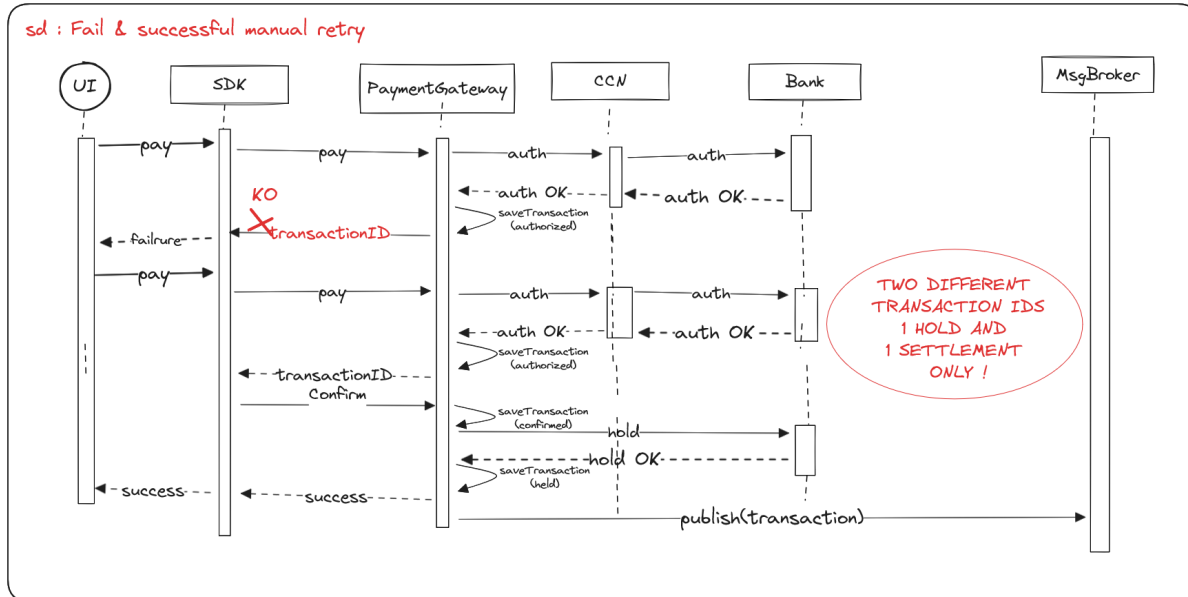 sd : Fail & successful manual retry
UI
SDK
PaymentGateway
CCN
Bank
MsgBroker
pay
pay
auth
auth
auth OK
auth OK
KO
saveTransaction
(authorized)
transactionID
failrure
pay
pay
auth
auth
TWO DIFFERENT
TRANSACTION IDS
1 HOLD AND
1 SETTLEMENT
ONLY !
auth OK
auth OK
saveTransaction
(authorized)
transactionID
Confirm
saveTransaction
(confirmed)
hold
hold OK
saveTransaction
(held)
success
success
publish(transaction)